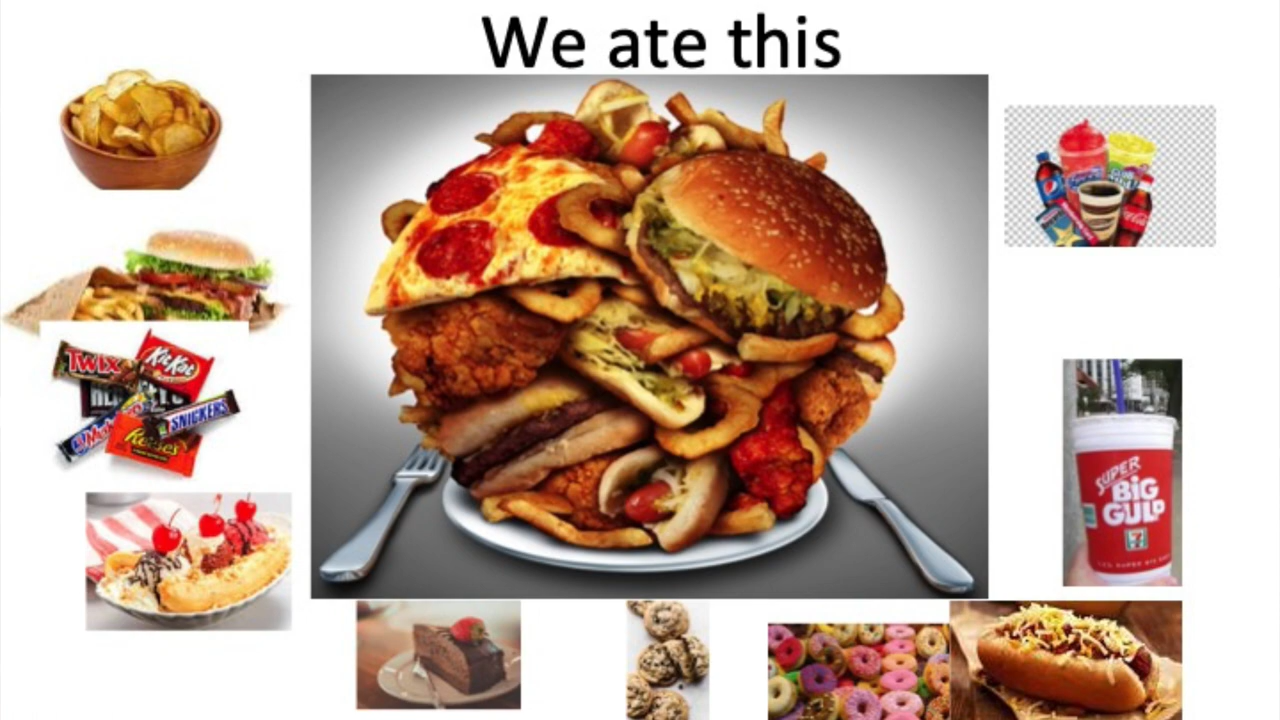 We ate this
TWIX
KitKat
SNICKERS
Reese's
SUPER
BiG
GULP